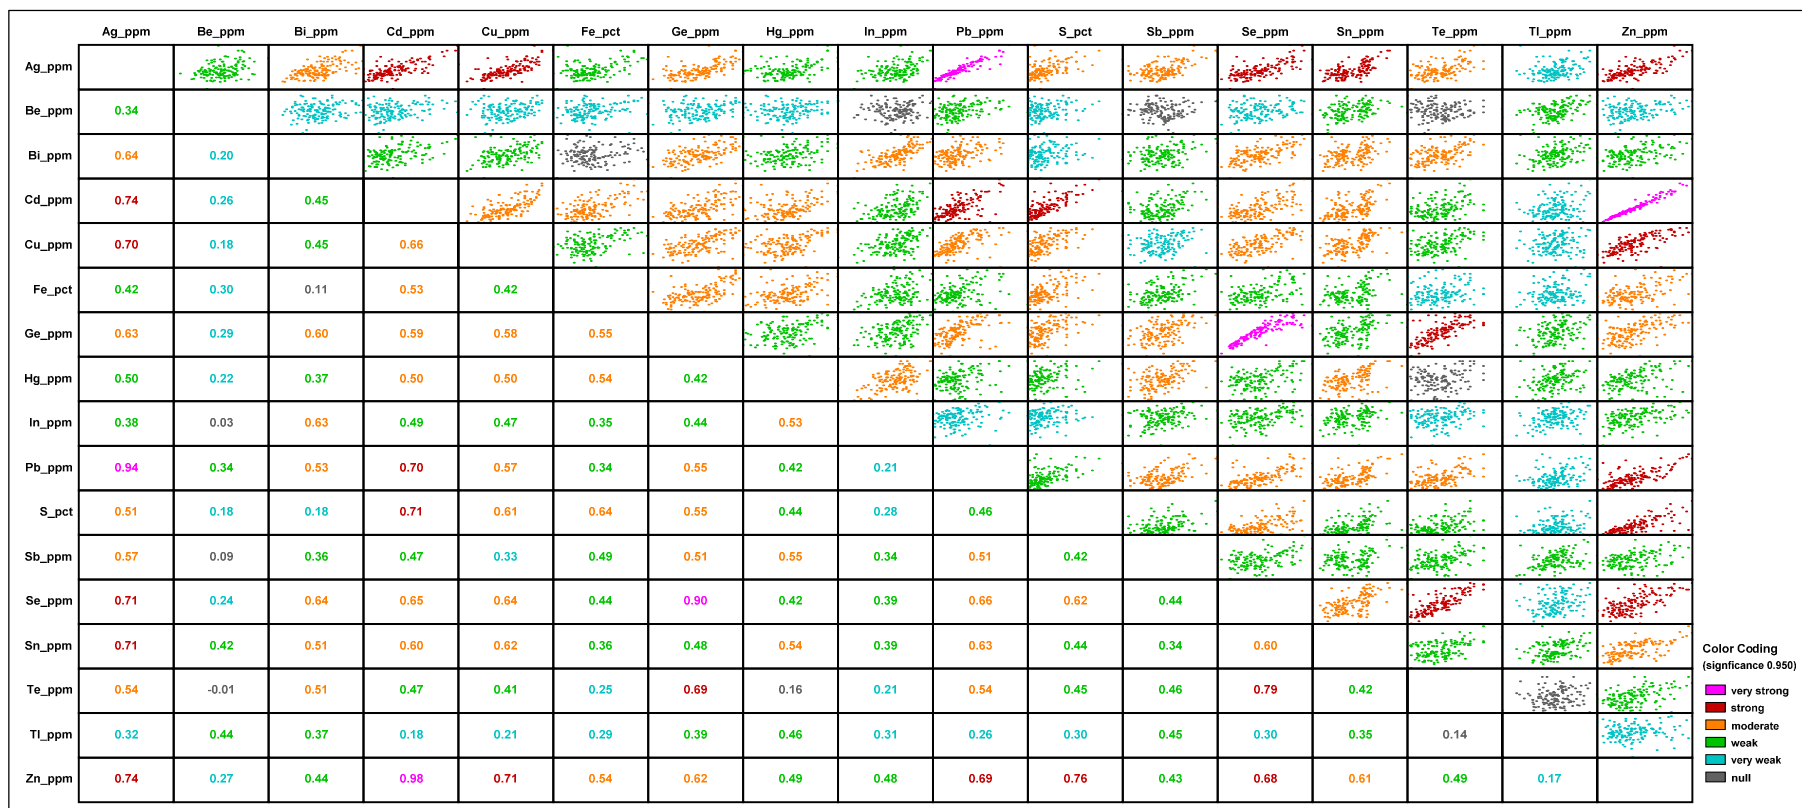 Ag_ppm Be_ppm Bi_ppm Cd_ppm Cu_ppm Fe_pct Ge_ppm Hg_ppm In_ppm Pb_ppm S_pct Sb_ppm Se_ppm Sn_ppm Te_ppm Tl_ppm Zn_ppm
Ag_ppm
Be_ppm 0.34
Bi_ppm 0.64 0.20
Cd_ppm 0.74 0.26 0.45
Cu_ppm 0.70 0.18 0.45 0.66
Fe_pct 0.42 0.30 0.11 0.53 0.42
Ge_ppm 0.63 0.29 0.60 0.59 0.58 0.55
Hg_ppm 0.50 0.22 0.37 0.50 0.50 0.54 0.42
In_ppm 0.38 0.03 0.63 0.49 0.47 0.35 0.44 0.53
Pb_ppm 0.94 0.34 0.53 0.70 0.57 0.34 0.55 0.42 0.21
S_pct 0.51 0.18 0.18 0.71 0.61 0.64 0.55 0.44 0.28 0.46
Sb_ppm 0.57 0.09 0.36 0.47 0.33 0.49 0.51 0.55 0.34 0.51 0.42
Se_ppm 0.71 0.24 0.64 0.65 0.64 0.44 0.90 0.42 0.39 0.66 0.62 0.44
Sn_ppm 0.71 0.42 0.51 0.60 0.62 0.36 0.48 0.54 0.39 0.63 0.44 0.34 0.60
Te_ppm 0.54 -0.01 0.51 0.47 0.41 0.25 0.69 0.16 0.21 0.54 0.45 0.46 0.79 0.42
Tl_ppm 0.32 0.44 0.37 0.18 0.21 0.29 0.39 0.46 0.31 0.26 0.30 0.45 0.30 0.35 0.14
Zn_ppm 0.74 0.27 0.44 0.98 0.71 0.54 0.62 0.49 0.48 0.69 0.76 0.43 0.68 0.61 0.49 0.17
Color Coding
(signficance 0.950)
very strong
strong
moderate
weak
very weak
null